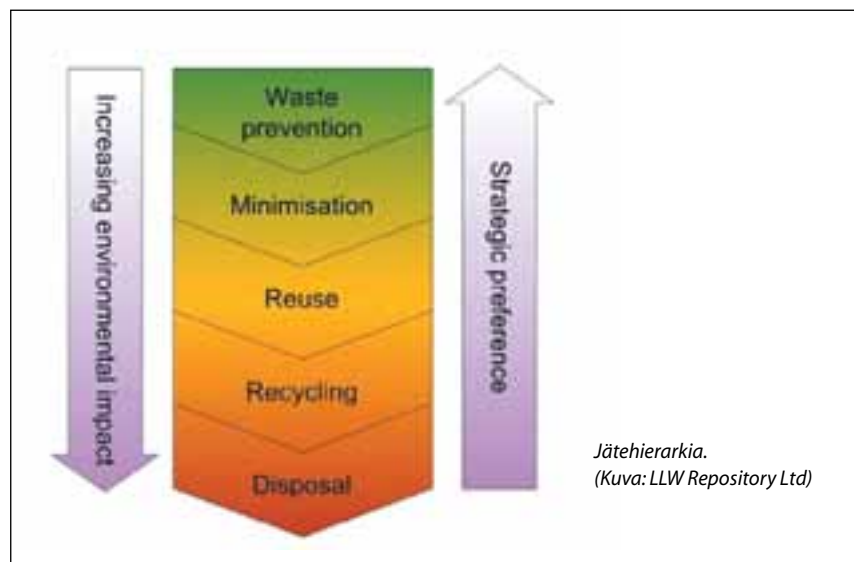 Increasing environmental impact
Waste
prevention
Minimisation
Reuse
Recycling
Disposal
Strategic preference
Jätehierarkia.
(Kuva: LLW Repository Ltd)